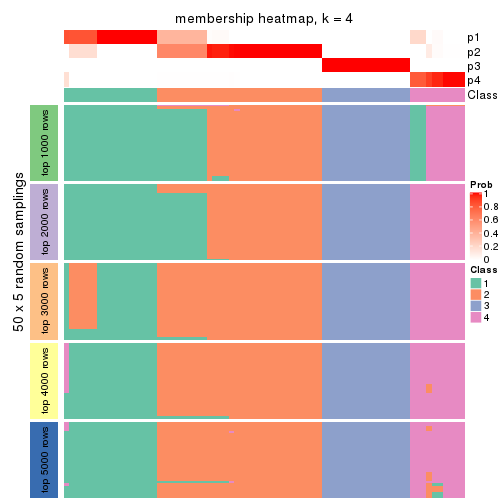 membership heatmap, k = 4
p1
p2
p3
p4
Class
50 x 5 random samplings
top 1000 rows
top 2000 rows
top 3000 rows
top 4000 rows
top 5000 rows
Prob
1
0.8
0.6
0.4
0.2
0
Class
1
2
3
4